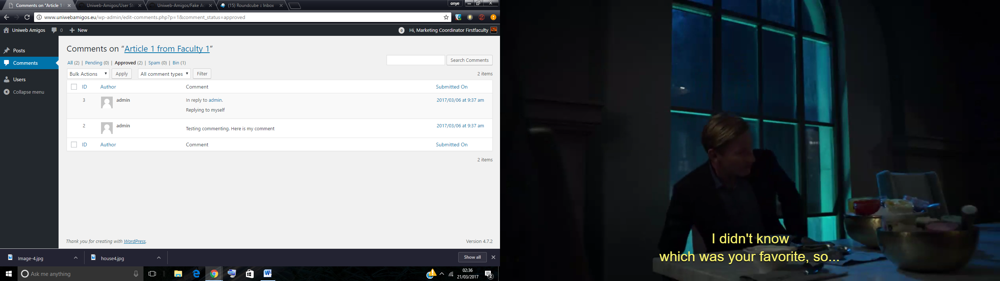 Comments on “Article 1
Uniweb-Amigos/User St
Uniweb-Amigos/Fake Ac
(15) Roundcube :: Inbox
onye
www.uniwebamigos.eu/wp-admin/edit-comments.php?p=1&comment_status=approved
Uniweb Amigos 0 New
0 Hi, Marketing Coordinator Firstfaculty
Posts
Comments
Users
Collapse menu
Comments on “Article 1 from Faculty 1”
All (2) | Pending (0) | Approved (2) | Spam (0) | Bin (1)
Search Comments
Bulk Actions Apply All comment types Filter
2 items
ID Author Comment Submitted On
3 admin In reply to admin. 2017/03/06 at 9:37 am
Replying to myself
2 admin Testing commenting. Here is my comment 2017/03/06 at 9:37 am
ID Author Comment Submitted On
2 items
Thank you for creating with WordPress. Version 4.7.2
Image-4.jpg house4.jpg Show all
Ask me anything
02:36
21/03/2017
2
I didn't know
which was your favorite, so...